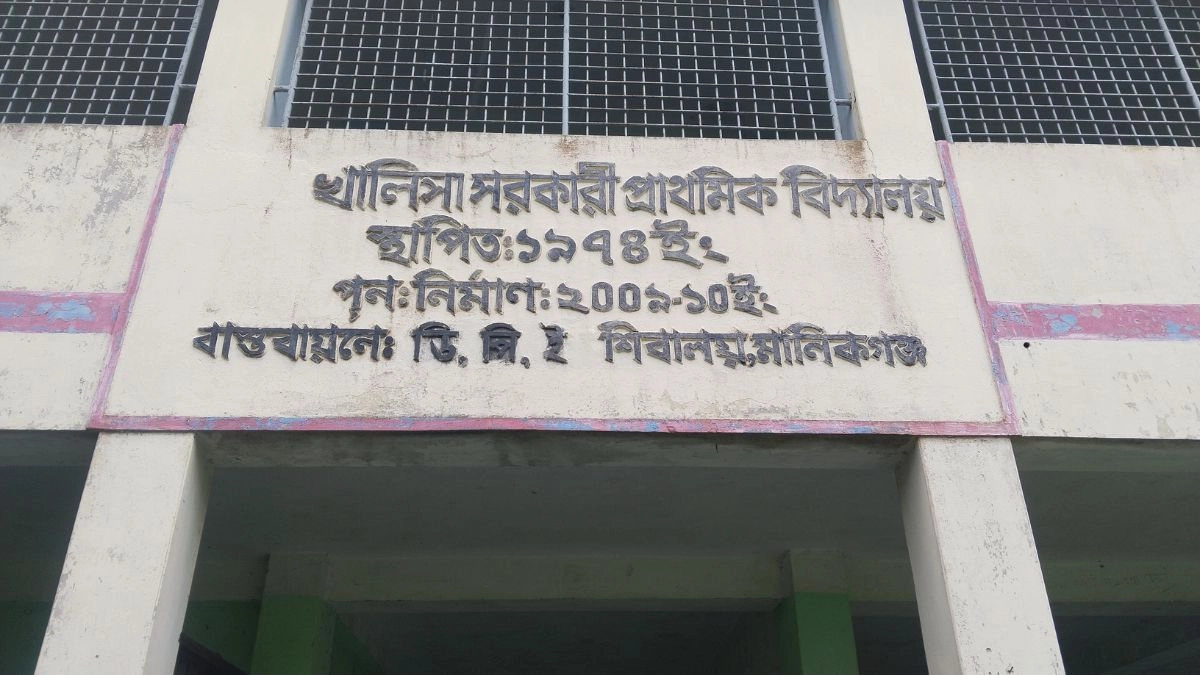 খালিসা সরকারী প্রাথমিক বিদ্যালয়
স্থাপিত:১৯৭৪ইং
পুন:নির্মাণ:২০০৯-১০ইং
বাস্তবায়নে: ডি, পি, ই শিবালয়,মানিকগঞ্জ